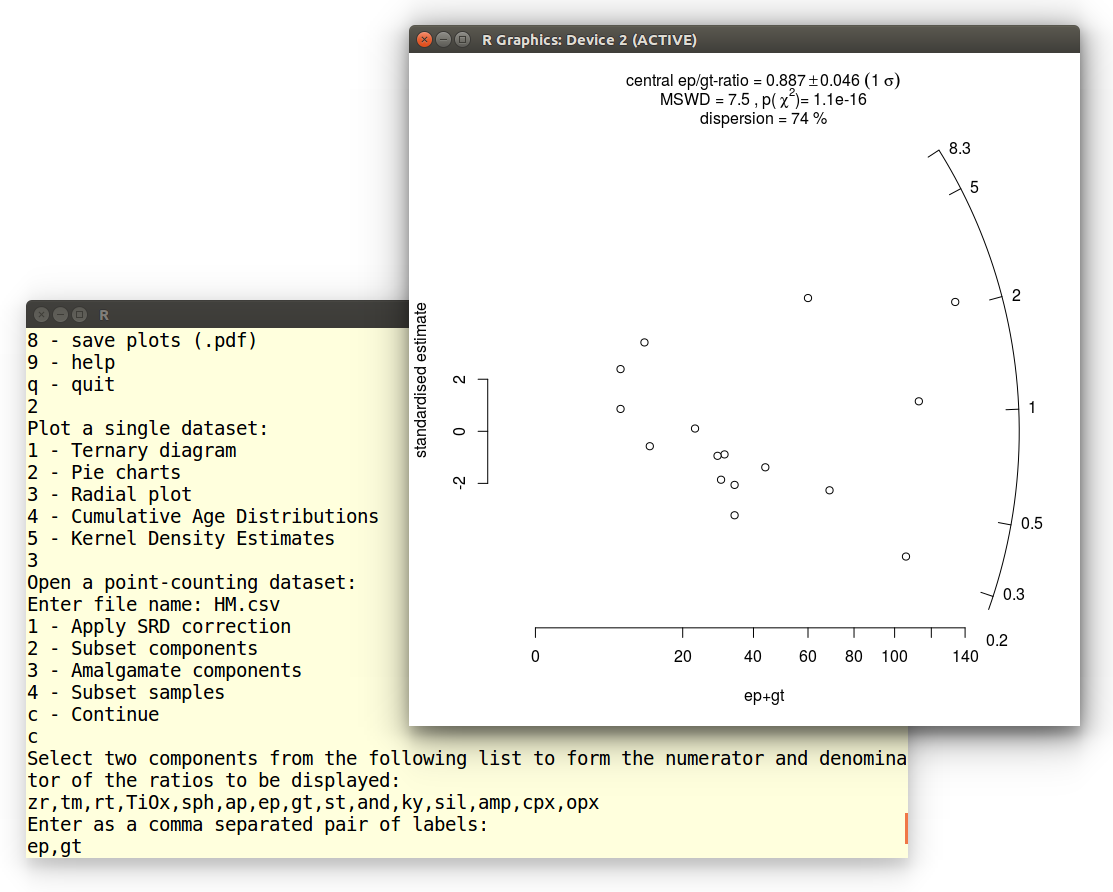 R Graphics: Device 2 (ACTIVE)
central ep/gt-ratio = 0.887±0.046 (1 σ)
MSWD = 7.5 , p( χ²)= 1.1e-16
dispersion = 74 %
8.3
5
2
1
0.5
0.3
0.2
standardised estimate
2
0
-2
0 20 40 60 80 100 140
ep+gt
R
8 - save plots (.pdf)
9 - help
q - quit
2
Plot a single dataset:
1 - Ternary diagram
2 - Pie charts
3 - Radial plot
4 - Cumulative Age Distributions
5 - Kernel Density Estimates
3
Open a point-counting dataset:
Enter file name: HM.csv
1 - Apply SRD correction
2 - Subset components
3 - Amalgamate components
4 - Subset samples
c - Continue
c
Select two components from the following list to form the numerator and denomina
tor of the ratios to be displayed:
zr,tm,rt,TiOx,sph,ap,ep,gt,st,and,ky,sil,amp,cpx,opx
Enter as a comma separated pair of labels:
ep,gt